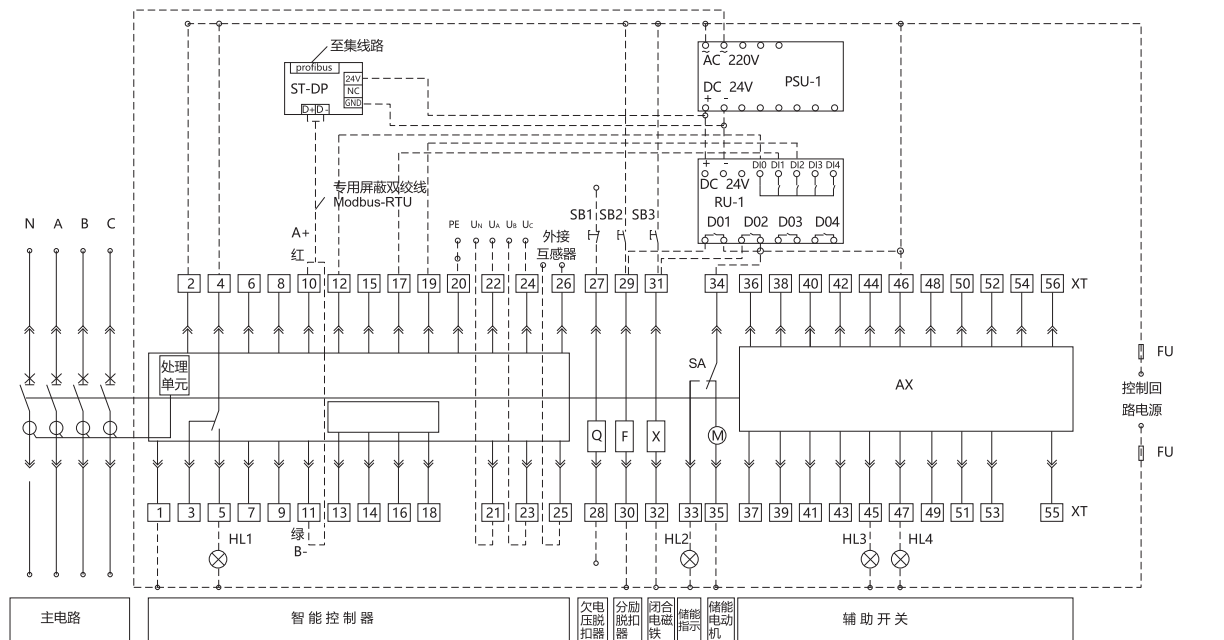 至集线路
profibus
ST-DP
24V
NC
GND
D+ D-
~ ~
AC 220V
DC 24V
+ -
PSU-1
+ - DI0 DI1 DI2 DI3 DI4
DC 24V
RU-1
D01 D02 D03 D04
专用屏蔽双绞线
Modbus-RTU
A+
红
N A B C
PE UN UA UB UC
外接
互感器
SB1 SB2 SB3
2 4 6 8 10 12 15 17 19 20 22 24 26 27 29 31 34 36 38 40 42 44 46 48 50 52 54 56 XT
处理
单元
SA
AX
FU
控制回
路电源
FU
Q F X M
1 3 5 7 9 11 13 14 16 18 21 23 25 28 30 32 33 35 37 39 41 43 45 47 49 51 53 55 XT
绿
B-
HL1 HL2 HL3 HL4
主电路
智能控制器
欠电
压脱
扣器
分励
脱扣
器
闭合
电磁
铁
储能
指示
储能
电动
机
辅助开关